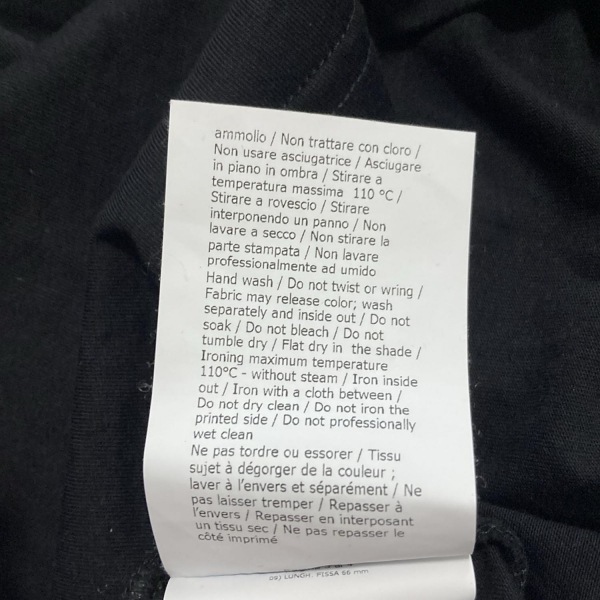 ammollo / Non trattare con cloro /
Non usare asciugatrice / Asciugare
in piano in ombra / Stirare a
temperatura massima 110 °C /
Stirare a rovescio / Stirare
interponendo un panno / Non
lavare a secco / Non stirare la
parte stampata / Non lavare
professionalmente ad umido
Hand wash / Do not twist or wring /
Fabric may release color; wash
separately and inside out / Do not
soak / Do not bleach / Do not
tumble dry / Flat dry in the shade /
Ironing maximum temperature
110°C - without steam / Iron inside
out / Iron with a cloth between /
Do not dry clean / Do not iron the
printed side / Do not professionally
wet clean
Ne pas tordre ou essorer / Tissu
sujet à dégorger de la couleur ;
laver à l'envers et séparément / Ne
pas laisser tremper / Repasser à
l'envers / Repasser en interposant
un tissu sec / Ne pas repasser le
côté imprimé
LUNGH. FISSA 66 mm